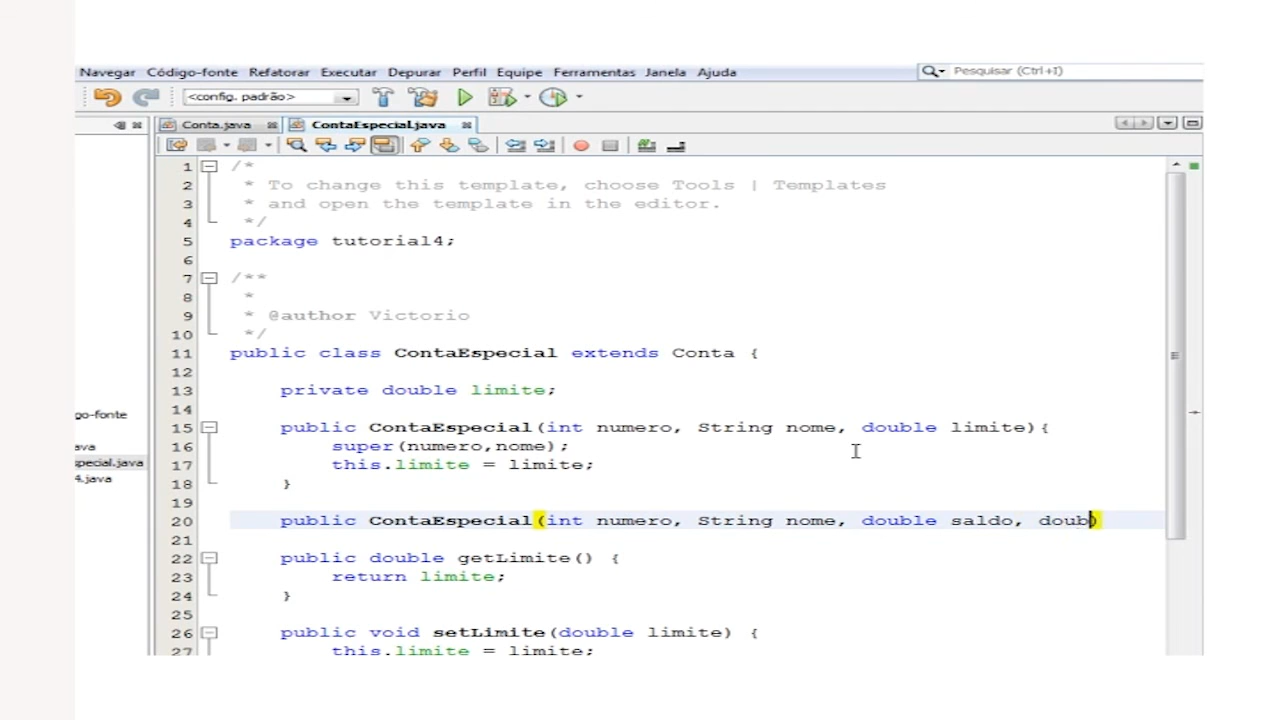 Navegar Código-fonte Refatorar Executar Depurar Perfil Equipe Ferramentas Janela Ajuda
Pesquisar (Ctrl+I)
<config. padrão>
Conta.java
ContaEspecial.java
go-fonte
ava
special.java
4.java
1 /*
2 * To change this template, choose Tools | Templates
3 * and open the template in the editor.
4 */
5 package tutorial4;
6
7 /**
8 *
9 * @author Victorio
10 */
11 public class ContaEspecial extends Conta {
12
13 private double limite;
14
15 public ContaEspecial(int numero, String nome, double limite){
16 super(numero,nome);
17 this.limite = limite;
18 }
19
20 public ContaEspecial(int numero, String nome, double saldo, doub)
21
22 public double getLimite() {
23 return limite;
24 }
25
26 public void setLimite(double limite) {
27 this.limite = limite;